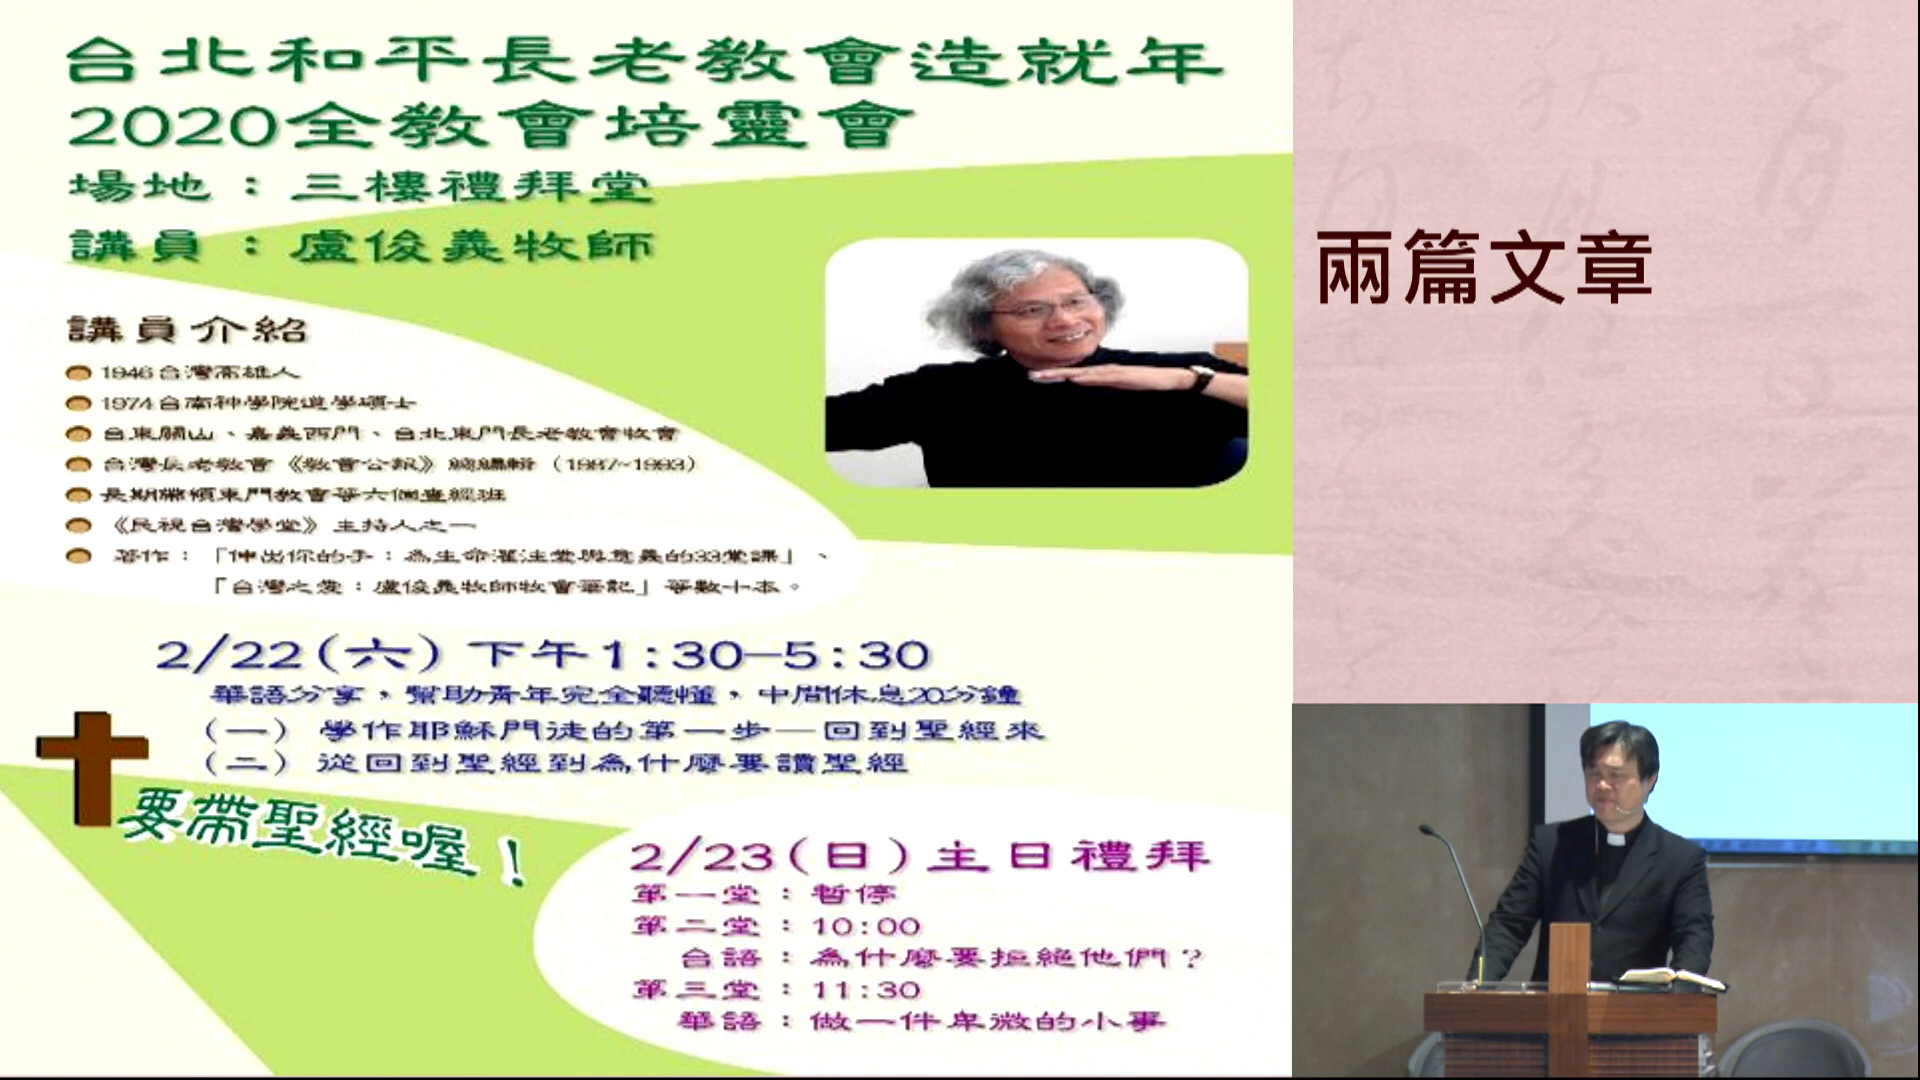 台北和平長老教會造就年
2020全教會培靈會
場地：三樓禮拜堂
講員：盧俊義牧師
講員介紹
1946台灣高雄人
1974台南神學院道學碩士
台東關山、嘉義西門、台北東門長老教會牧會
台灣長老教會《教會公報》總編輯（1987~1993）
長期帶領東門教會等六個查經班
《民視台灣學堂》主持人之一
著作：「伸出你的手：為生命灌注愛與意義的33堂課」、
「台灣之愛：盧俊義牧師牧會筆記」等數十本。
2/22(六)下午1:30—5:30
華語分享，幫助青年完全聽懂，中間休息20分鐘
（一）學作耶穌門徒的第一步—回到聖經來
（二）從回到聖經到為什麼要讀聖經
要帶聖經喔！
2/23(日)主日禮拜
第一堂：暫停
第二堂：10:00
台語：為什麼要拒絕他們？
第三堂：11:30
華語：做一件卑微的小事
兩篇文章